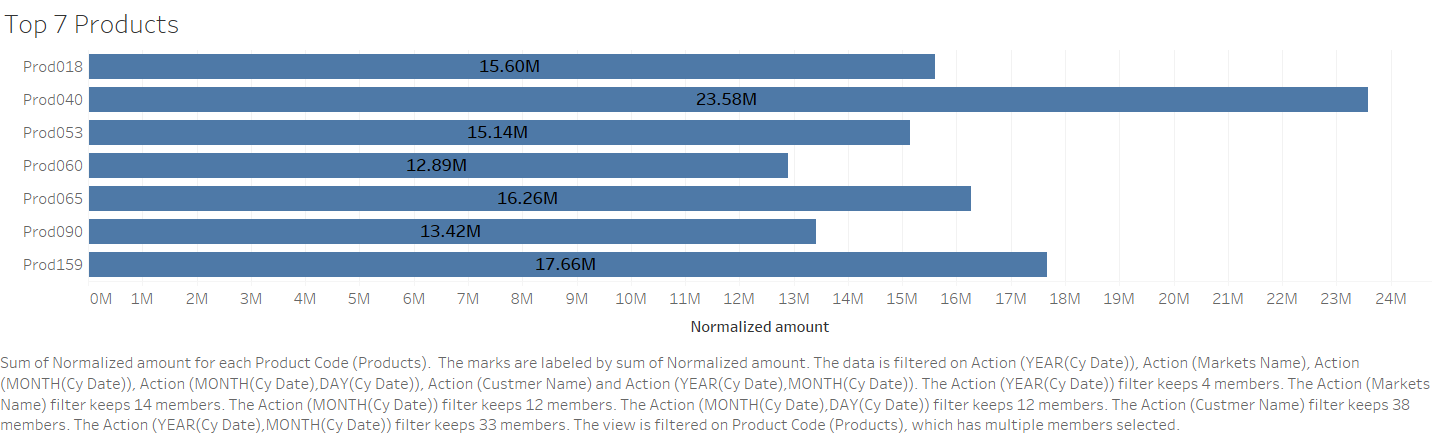 Top 7 Products
Prod018 15.60M
Prod040 23.58M
Prod053 15.14M
Prod060 12.89M
Prod065 16.26M
Prod090 13.42M
Prod159 17.66M
0M 1M 2M 3M 4M 5M 6M 7M 8M 9M 10M 11M 12M 13M 14M 15M 16M 17M 18M 19M 20M 21M 22M 23M 24M
Normalized amount
Sum of Normalized amount for each Product Code (Products).  The marks are labeled by sum of Normalized amount. The data is filtered on Action (YEAR(Cy Date)), Action (Markets Name), Action
(MONTH(Cy Date)), Action (MONTH(Cy Date),DAY(Cy Date)), Action (Custmer Name) and Action (YEAR(Cy Date),MONTH(Cy Date)). The Action (YEAR(Cy Date)) filter keeps 4 members. The Action (Markets
Name) filter keeps 14 members. The Action (MONTH(Cy Date)) filter keeps 12 members. The Action (MONTH(Cy Date),DAY(Cy Date)) filter keeps 12 members. The Action (Custmer Name) filter keeps 38
members. The Action (YEAR(Cy Date),MONTH(Cy Date)) filter keeps 33 members. The view is filtered on Product Code (Products), which has multiple members selected.